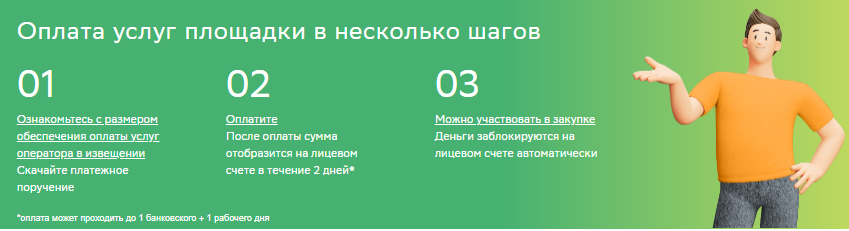 Оплата услуг площадки в несколько шагов
01
Ознакомьтесь с размером
обеспечения оплаты услуг
оператора в извещении
Скачайте платежное
поручение
02
Оплатите
После оплаты сумма
отобразится на лицевом
счете в течение 2 дней*
03
Можно участвовать в закупке
Деньги заблокируются на
лицевом счете автоматически
*оплата может проходить до 1 банковского + 1 рабочего дня